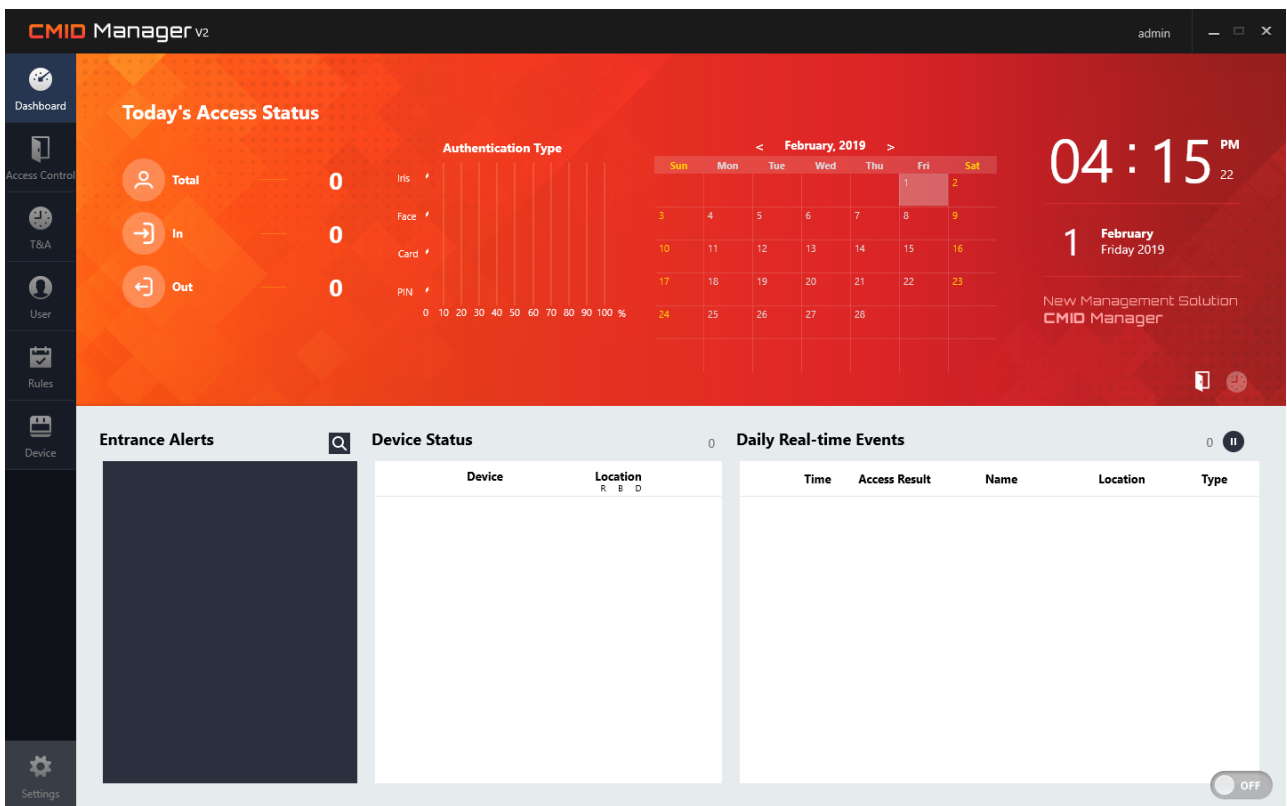 CMID Manager V2
admin
Dashboard
Access Control
T&A
User
Rules
Device
Settings
Today's Access Status
Total 0
In 0
Out 0
Authentication Type
Iris
Face
Card
PIN
0 10 20 30 40 50 60 70 80 90 100 %
< February, 2019 >
Sun Mon Tue Wed Thu Fri Sat
1 2
3 4 5 6 7 8 9
10 11 12 13 14 15 16
17 18 19 20 21 22 23
24 25 26 27 28
04 : 15 PM
22
1 February
Friday 2019
New Management Solution
CMID Manager
Entrance Alerts
Device Status 0
Device Location
R B D
Daily Real-time Events 0
Time Access Result Name Location Type
OFF